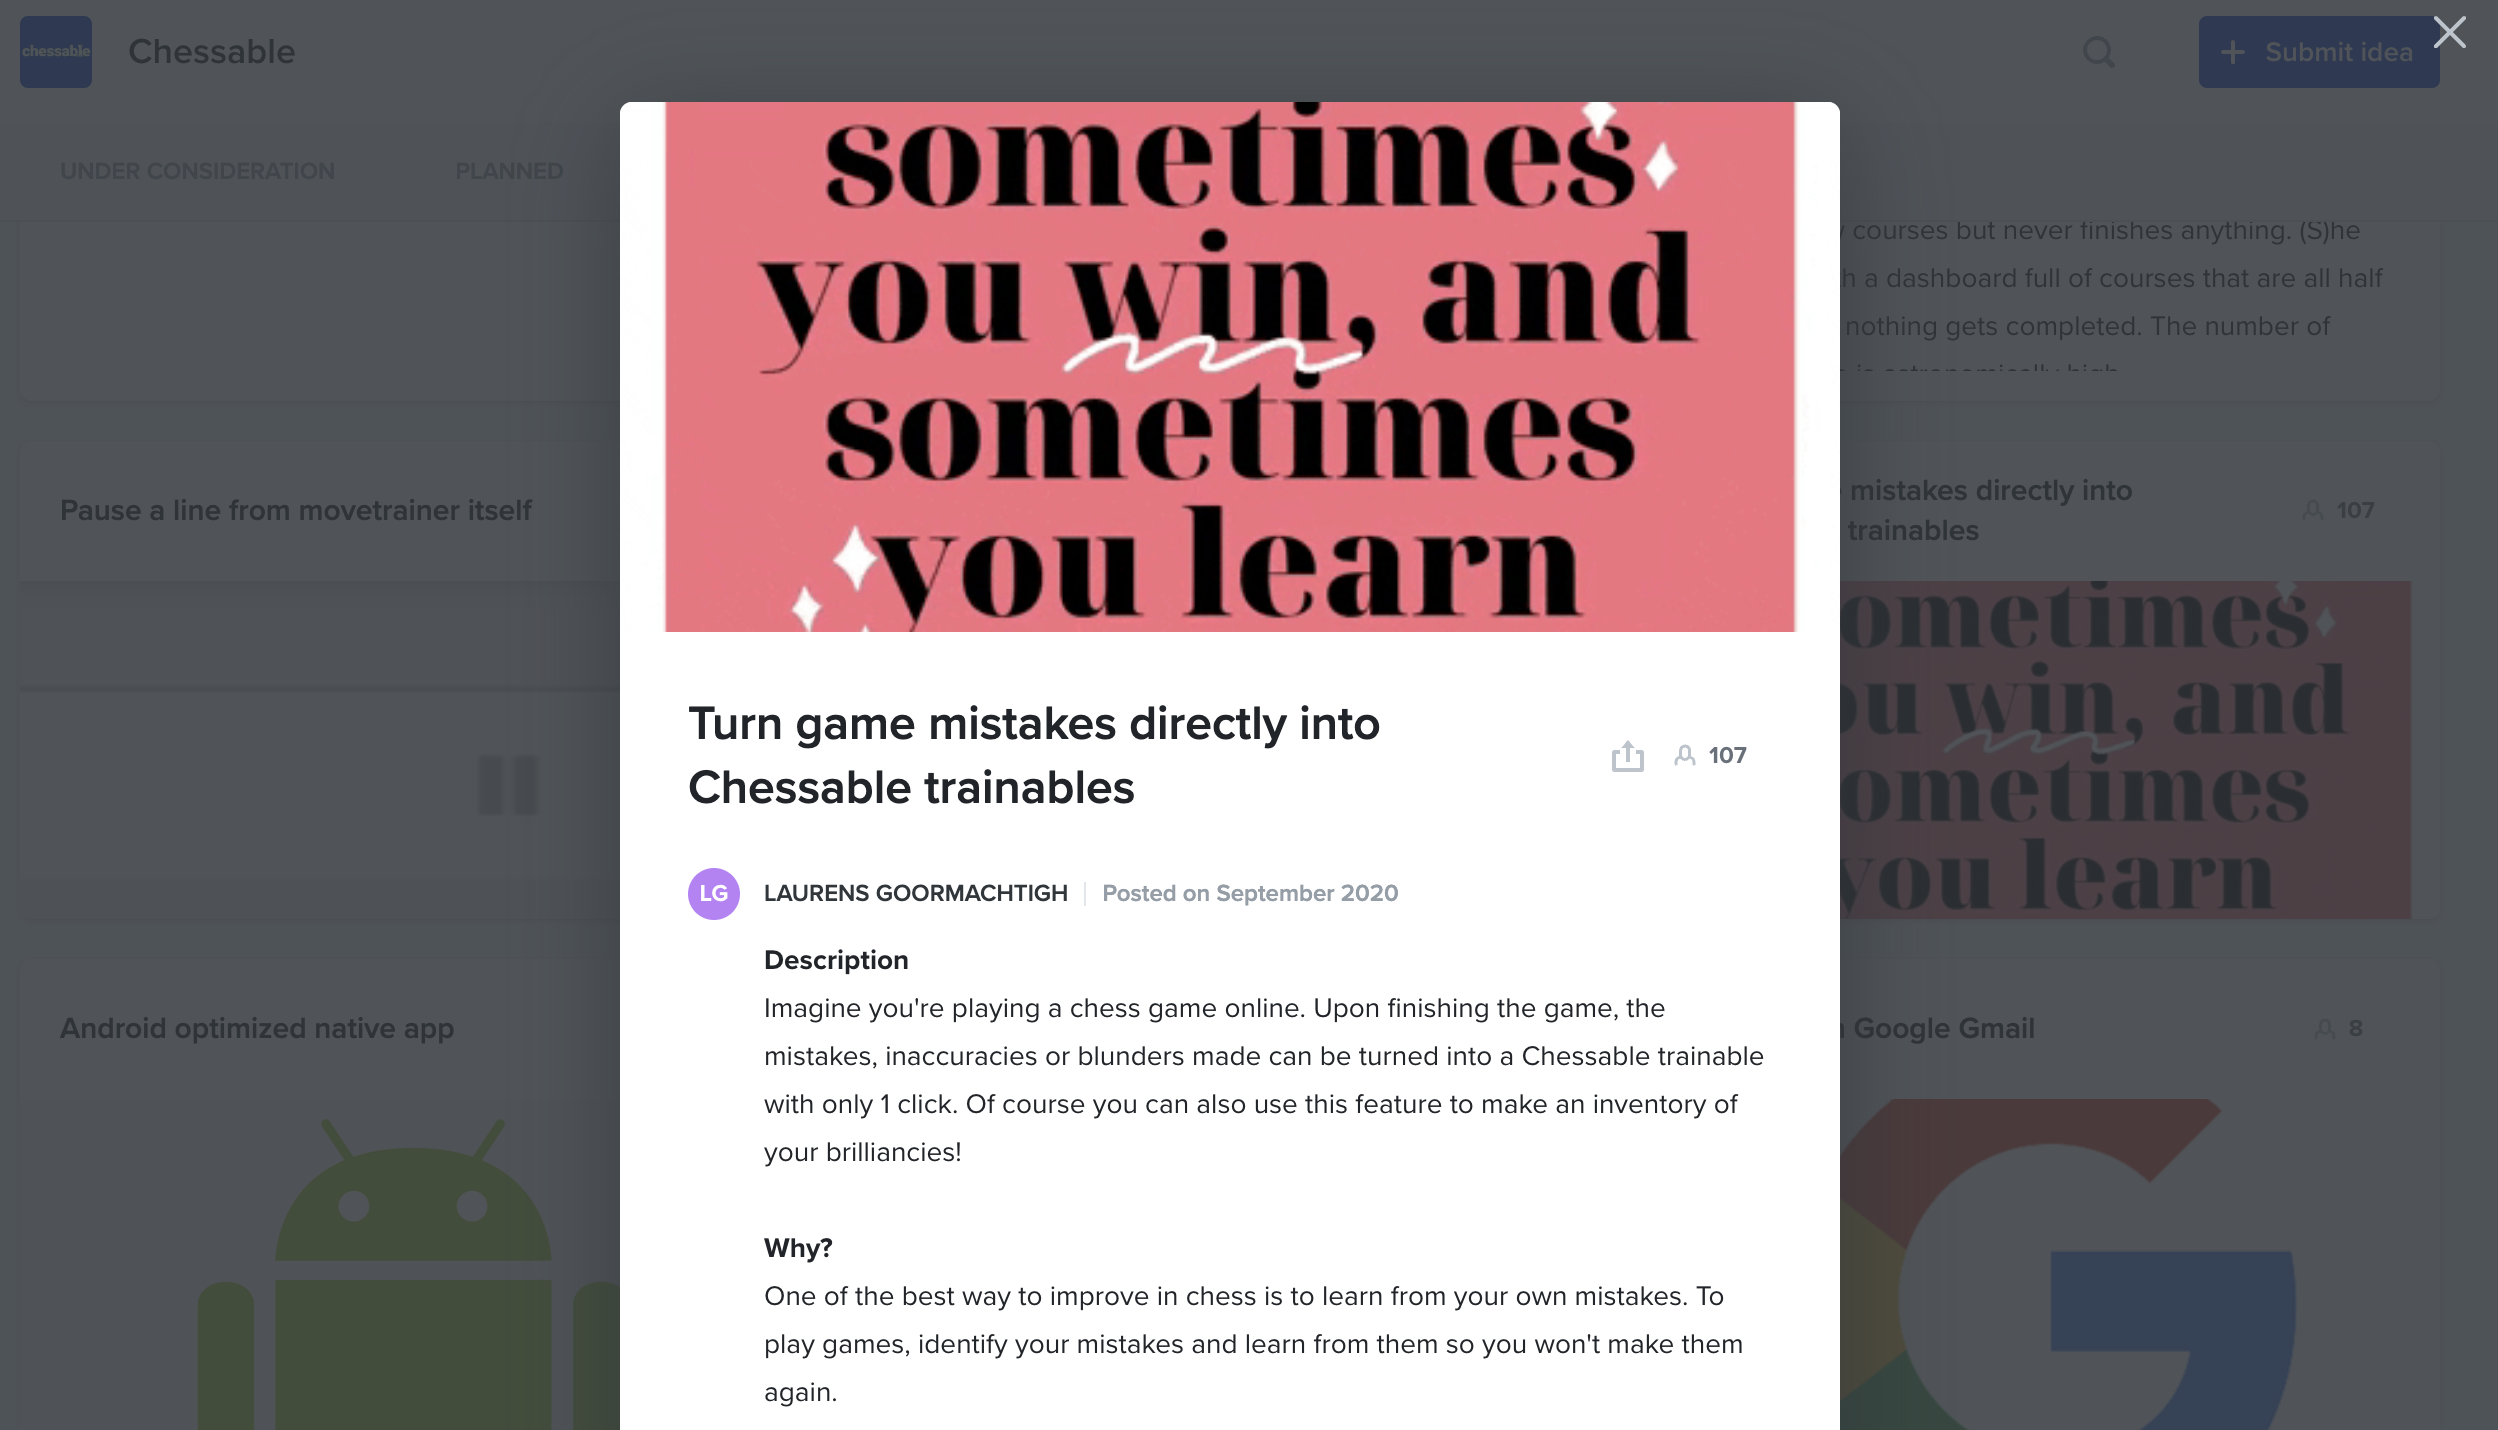 chessable
Chessable
+ Submit idea
UNDER CONSIDERATION
PLANNED
courses but never finishes anything. (S)he
a dashboard full of courses that are all half
nothing gets completed. The number of
is astronomically high
Pause a line from movetrainer itself
mistakes directly into
trainables
107
ometimes
ou win, and
ometimes
you learn
Android optimized native app
Google Gmail
8
sometimes
you win, and
sometimes
you learn
Turn game mistakes directly into
Chessable trainables
107
LG
LAURENS GOORMACHTIGH
Posted on September 2020
Description
Imagine you're playing a chess game online. Upon finishing the game, the
mistakes, inaccuracies or blunders made can be turned into a Chessable trainable
with only 1 click. Of course you can also use this feature to make an inventory of
your brilliancies!
Why?
One of the best way to improve in chess is to learn from your own mistakes. To
play games, identify your mistakes and learn from them so you won't make them
again.